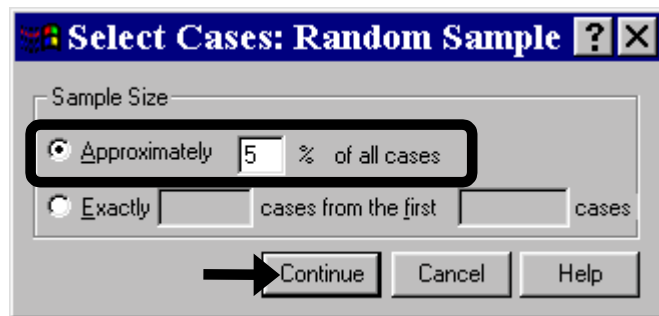 Select Cases: Random Sample ? ×
Sample Size
Approximately 5 % of all cases
Exactly cases from the first cases
Continue Cancel Help